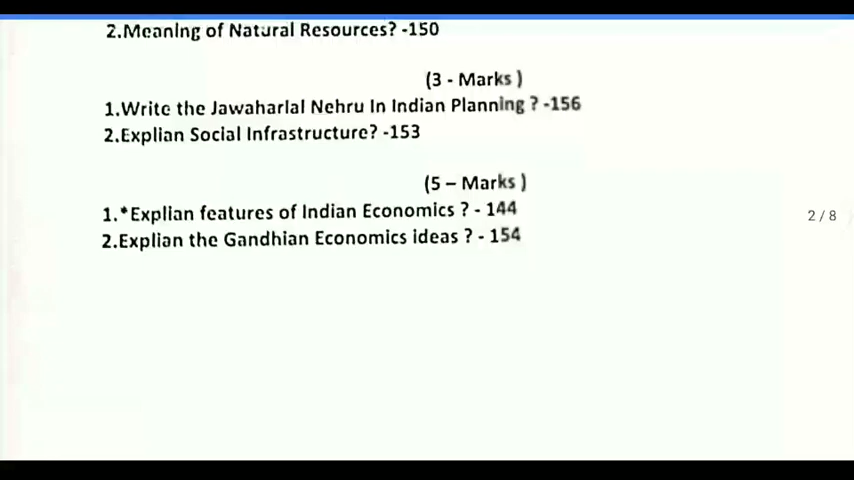 2.Meaning of Natural Resources? -150
(3 - Marks )
1.Write the Jawaharlal Nehru In Indian Planning ? -156
2.Explian Social Infrastructure? -153
(5 – Marks )
1.*Explian features of Indian Economics ? - 144
2.Explian the Gandhian Economics ideas ? - 154
2 / 8